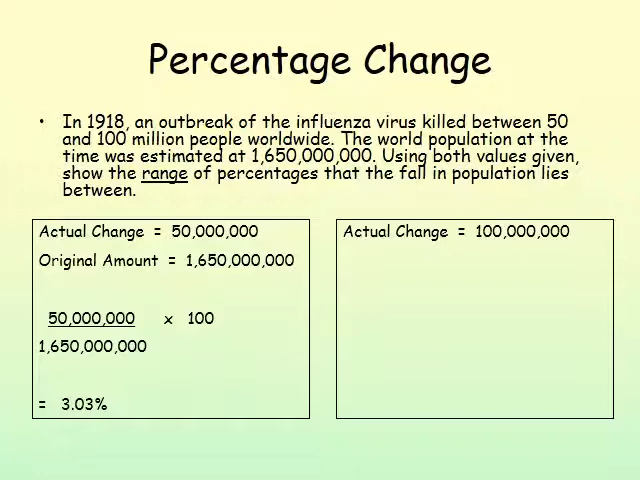 Percentage Change
• In 1918, an outbreak of the influenza virus killed between 50
and 100 million people worldwide. The world population at the
time was estimated at 1,650,000,000. Using both values given,
show the range of percentages that the fall in population lies
between.
Actual Change = 50,000,000
Original Amount = 1,650,000,000
50,000,000 x 100
1,650,000,000
= 3.03%
Actual Change = 100,000,000